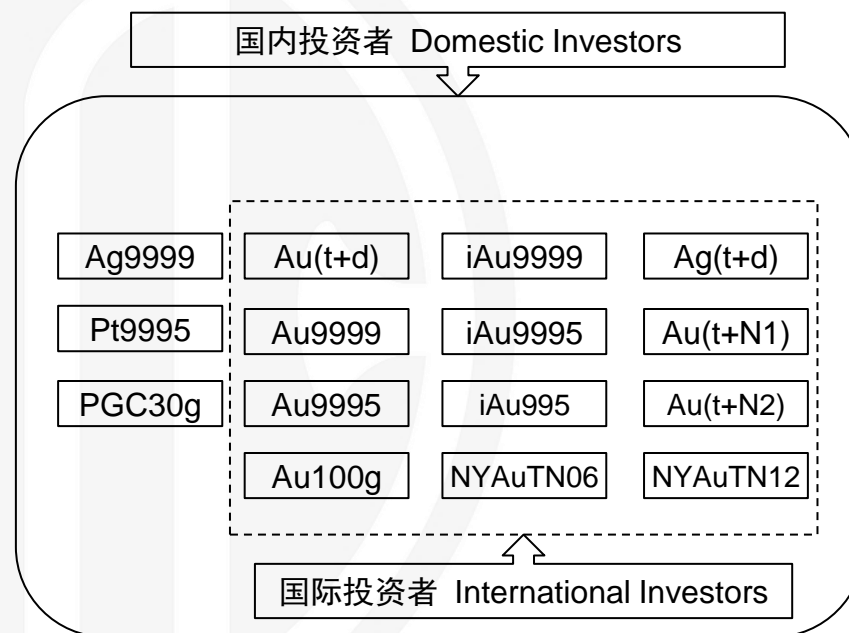 国内投资者 Domestic Investors
Ag9999 Au(t+d) iAu9999 Ag(t+d)
Pt9995 Au9999 iAu9995 Au(t+N1)
PGC30g Au9995 iAu995 Au(t+N2)
Au100g NYAuTN06 NYAuTN12
国际投资者 International Investors